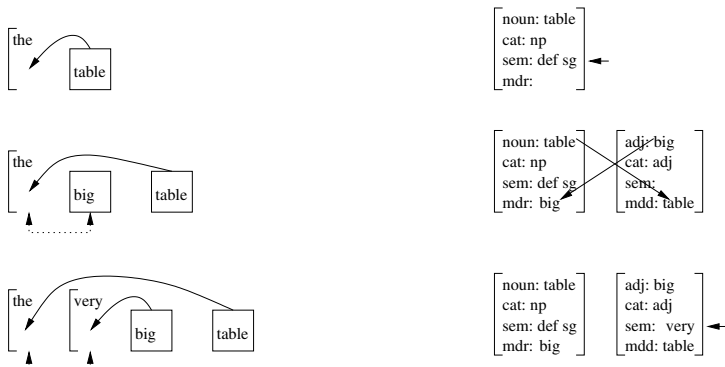 the
table
noun: table
cat: np
sem: def sg
mdr:
the
big
table
noun: table
cat: np
sem: def sg
mdr: big
adj: big
cat: adj
sem:
mdd: table
the
very
big
table
noun: table
cat: np
sem: def sg
mdr: big
adj: big
cat: adj
sem: very
mdd: table